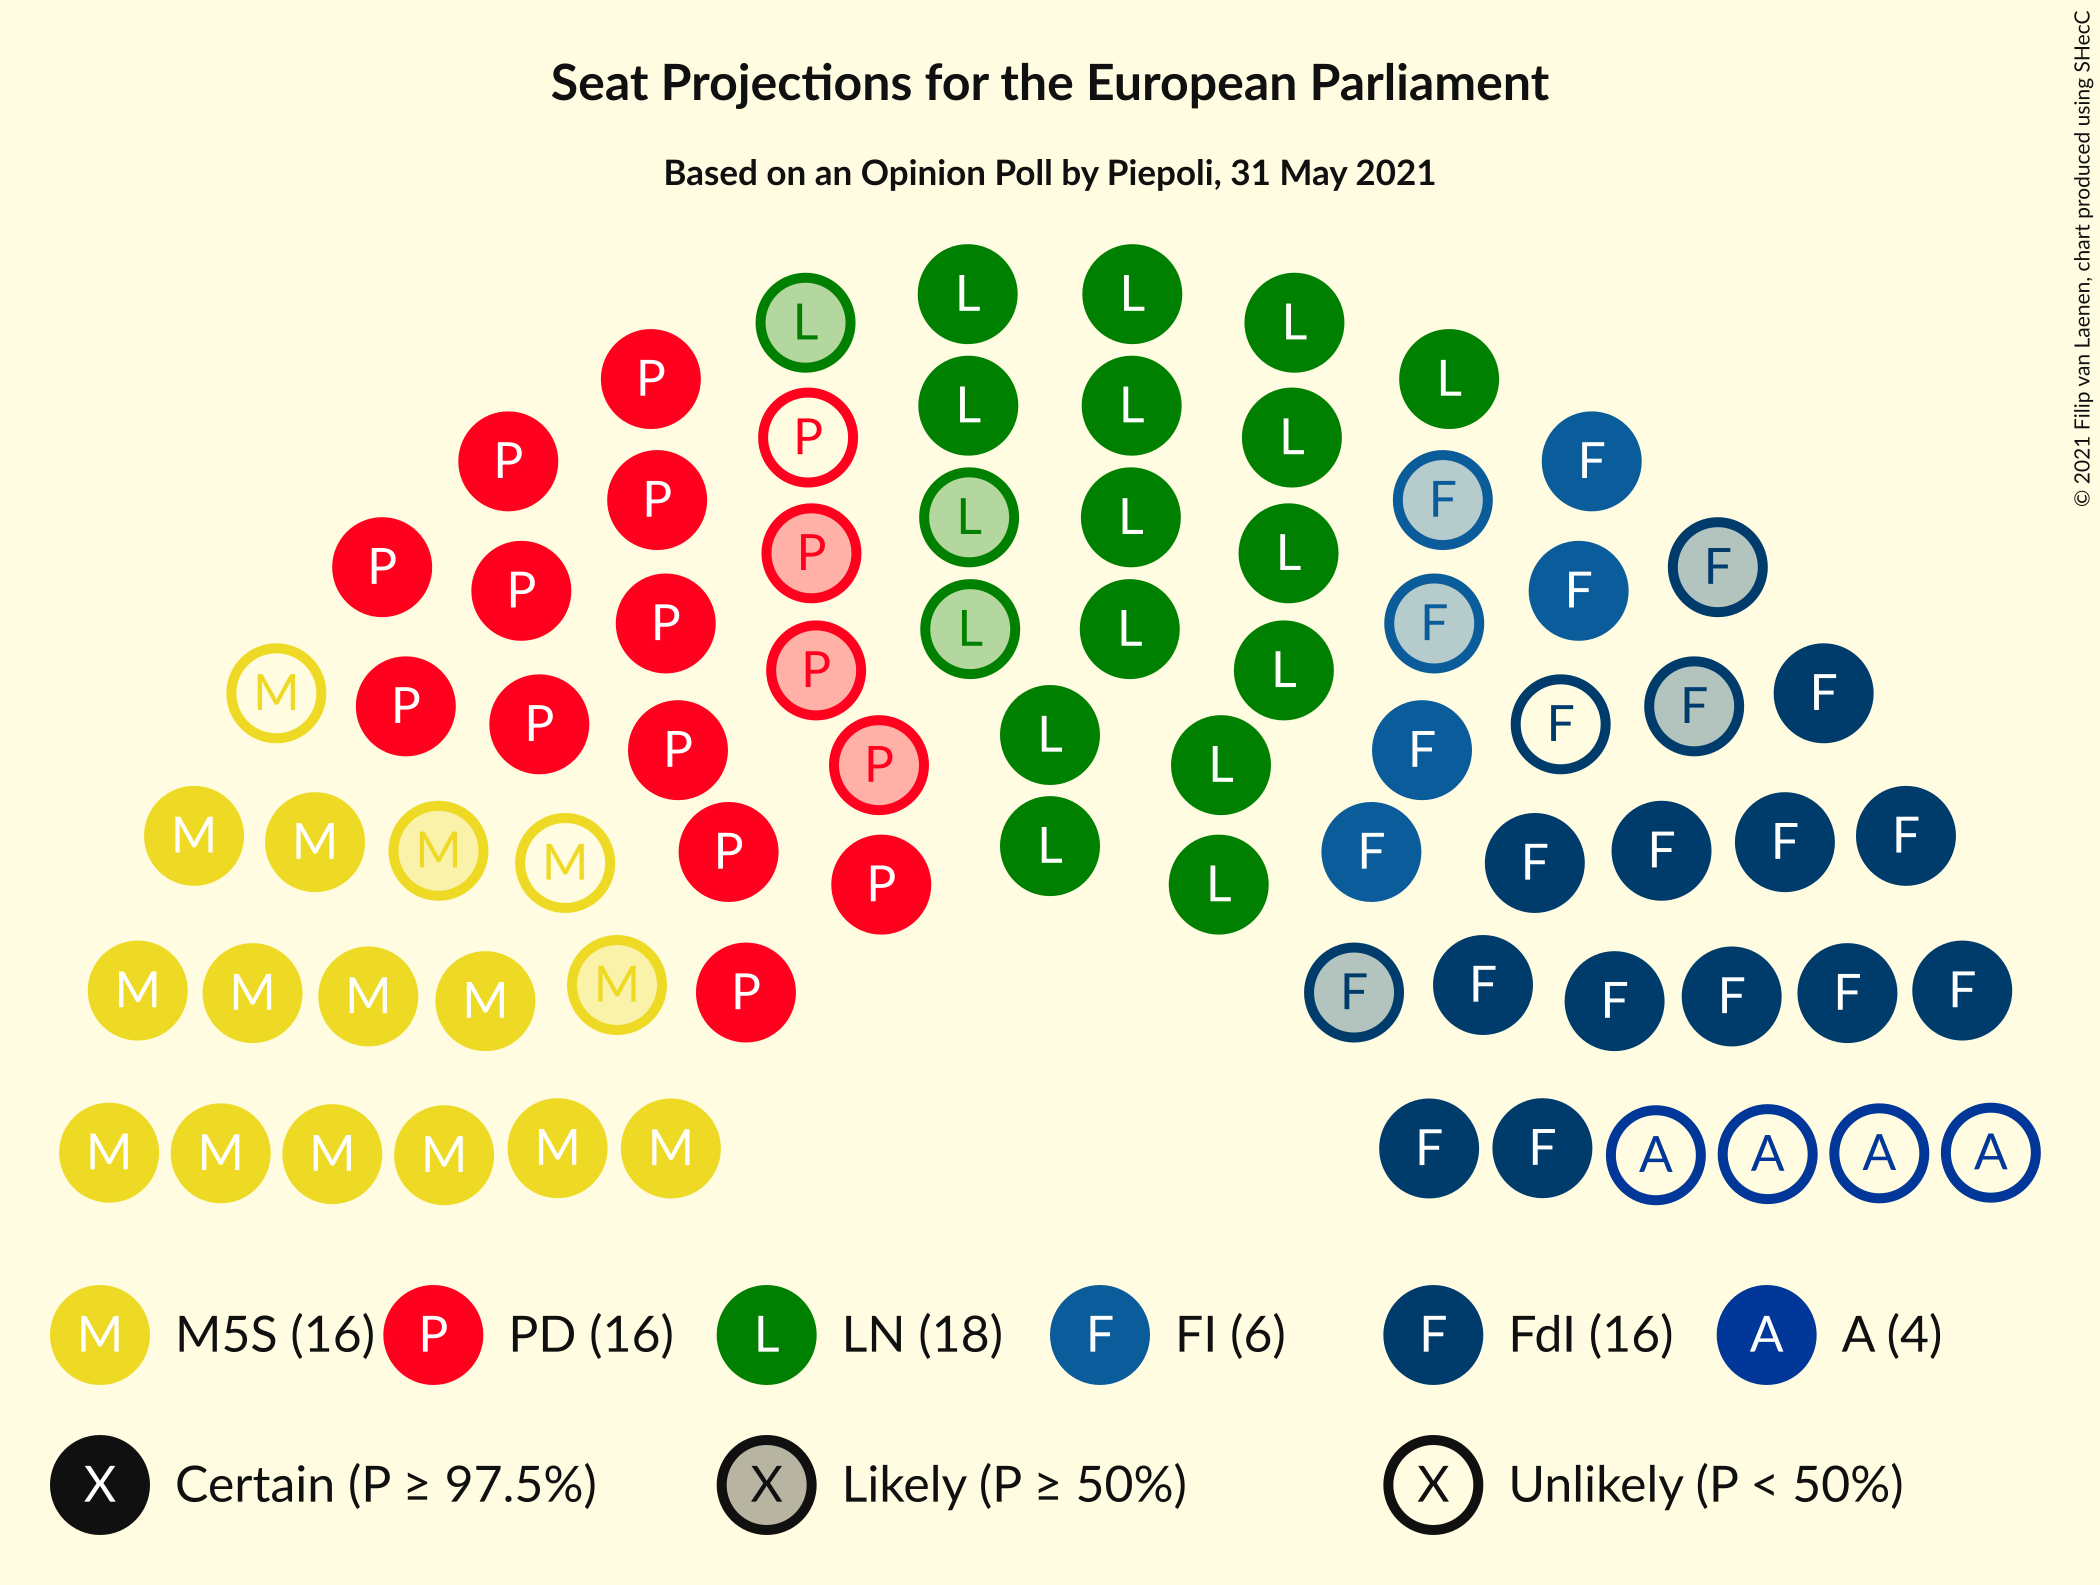 Seat Projections for the European Parliament
Based on an Opinion Poll by Piepoli, 31 May 2021
© 2021 Filip van Laenen, chart produced using SHecC
L L
L L
P L
L L
P L
P F
P P L F
P L L F
P F
P F
P P L L F F
M P L L L F
P P F F
L
P P F F
P L L
M M M M P F F F F F
L
P L
M M M M M P F F F F F F
M M M M M M F F A A A A
M M5S (16) P PD (16) L LN (18) F FI (6) F FdI (16) A A (4)
X Certain (P ≥ 97.5%) X Likely (P ≥ 50%) X Unlikely (P < 50%)